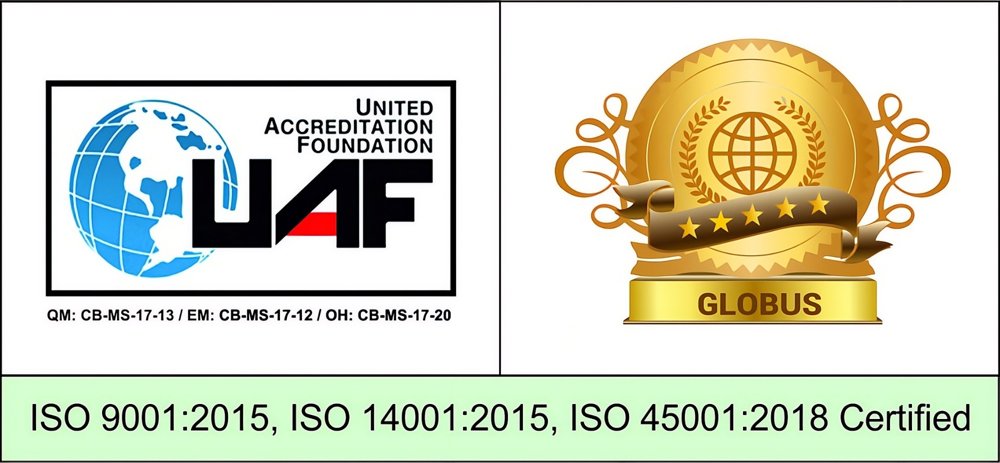 UNITED
ACCREDITATION
FOUNDATION
UAF
QM: CB-MS-17-13 / EM: CB-MS-17-12 / OH: CB-MS-17-20
GLOBUS
ISO 9001:2015, ISO 14001:2015, ISO 45001:2018 Certified